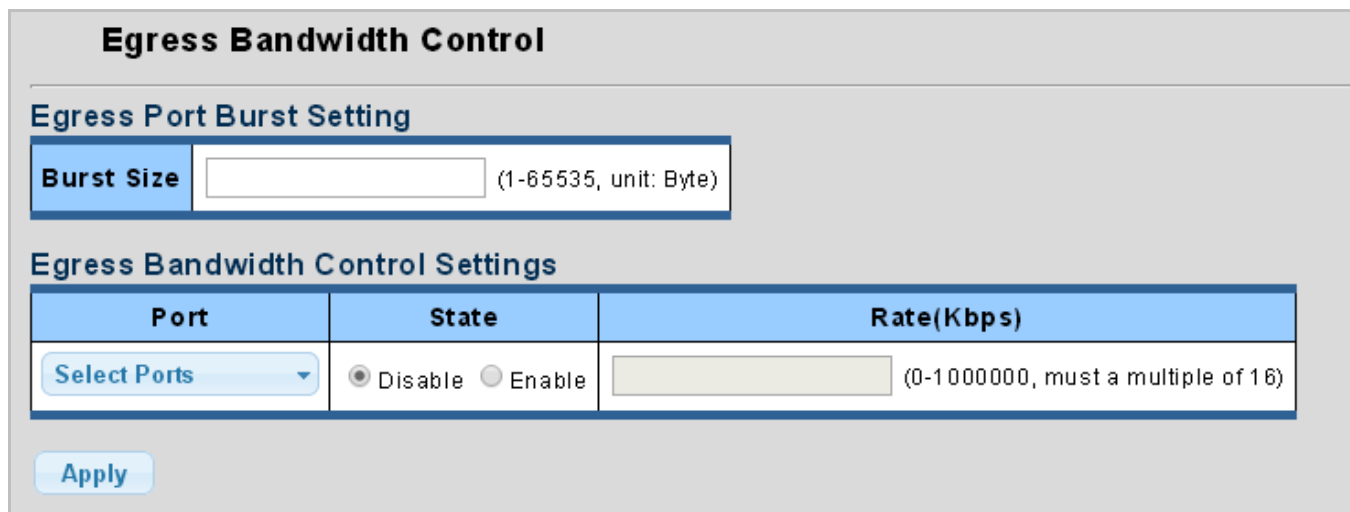 Egress Bandwidth Control
Egress Port Burst Setting
Burst Size (1-65535, unit: Byte)
Egress Bandwidth Control Settings
Port State Rate(Kbps)
Select Ports Disable Enable (0-1000000, must a multiple of 16)
Apply